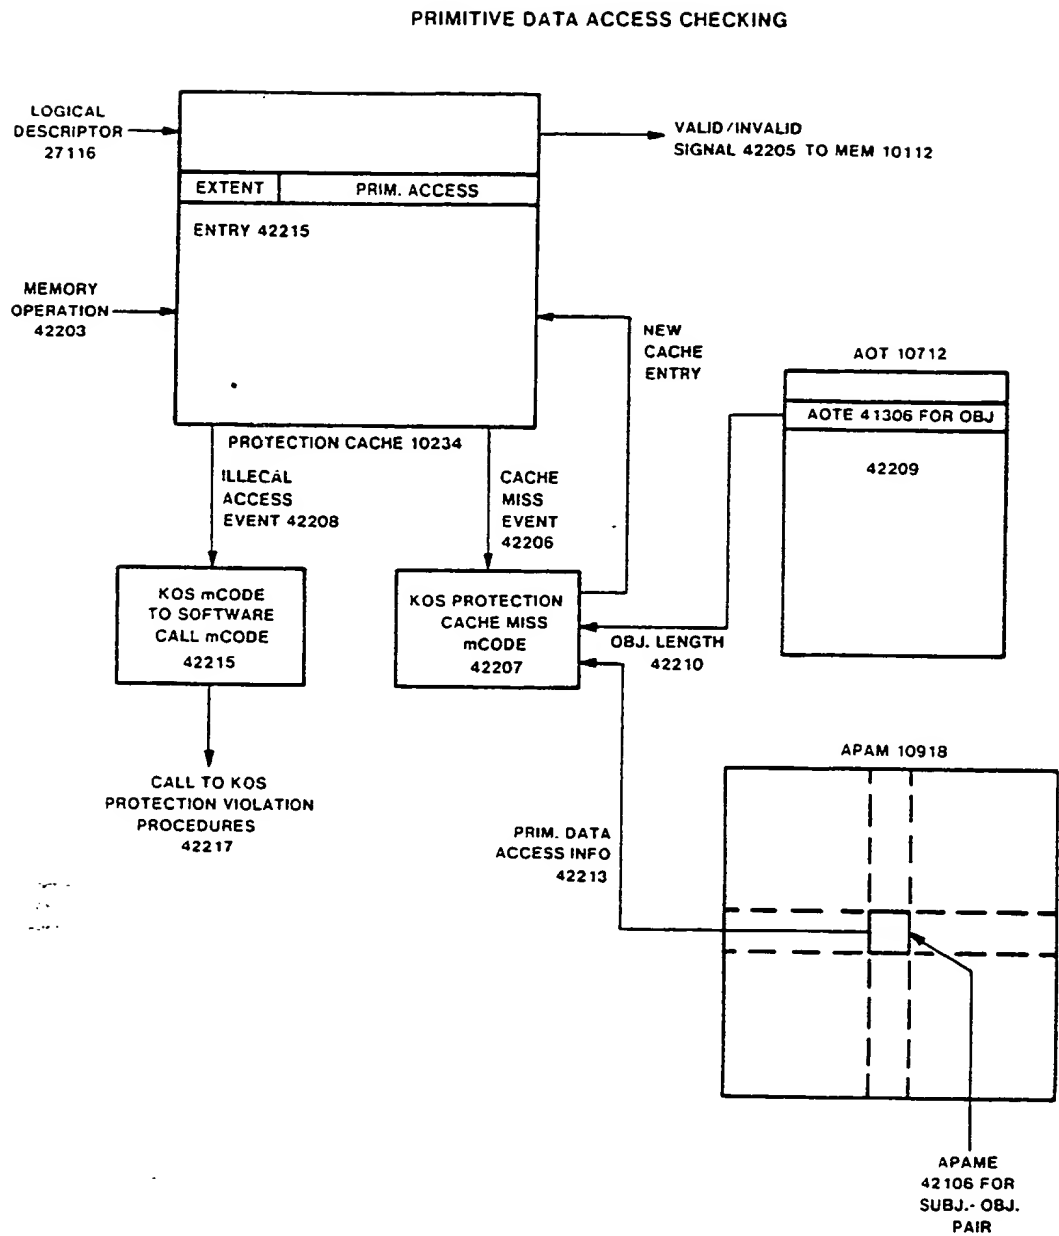 PRIMITIVE DATA ACCESS CHECKING
LOGICAL
DESCRIPTOR
27116
VALID/INVALID
SIGNAL 42205 TO MEM 10112
EXTENT
PRIM. ACCESS
ENTRY 42215
MEMORY
OPERATION
42203
NEW
CACHE
ENTRY
AOT 10712
AOTE 41306 FOR OBJ
42209
PROTECTION CACHE 10234
ILLECAL
ACCESS
EVENT 42208
CACHE
MISS
EVENT
42206
KOS mCODE
TO SOFTWARE
CALL mCODE
42215
KOS PROTECTION
CACHE MISS
mCODE
42207
OBJ. LENGTH
42210
CALL TO KOS
PROTECTION VIOLATION
PROCEDURES
42217
APAM 10918
PRIM. DATA
ACCESS INFO
42213
APAME
42106 FOR
SUBJ.- OBJ.
PAIR